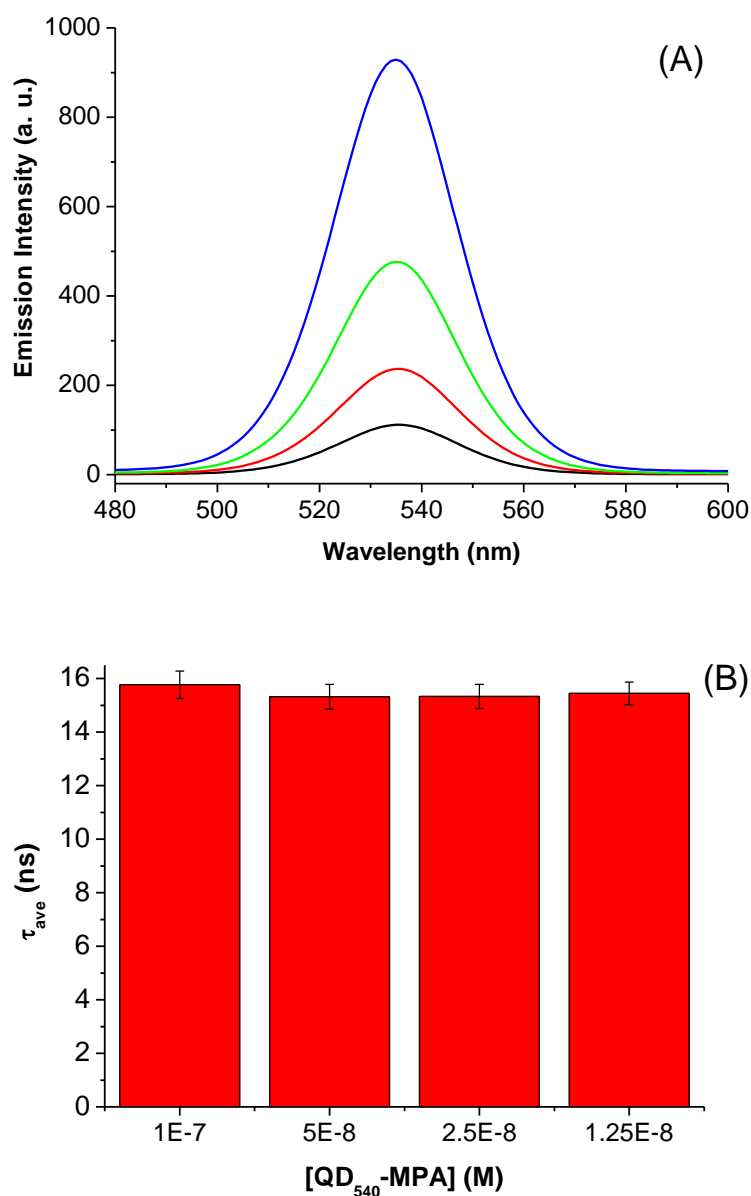 (A)
1000
800
600
400
200
0
Emission Intensity (a. u.)
480 500 520 540 560 580 600
Wavelength (nm)
(B)
16
14
12
10
8
6
4
2
0
τave (ns)
1E-7 5E-8 2.5E-8 1.25E-8
[QD540-MPA] (M)